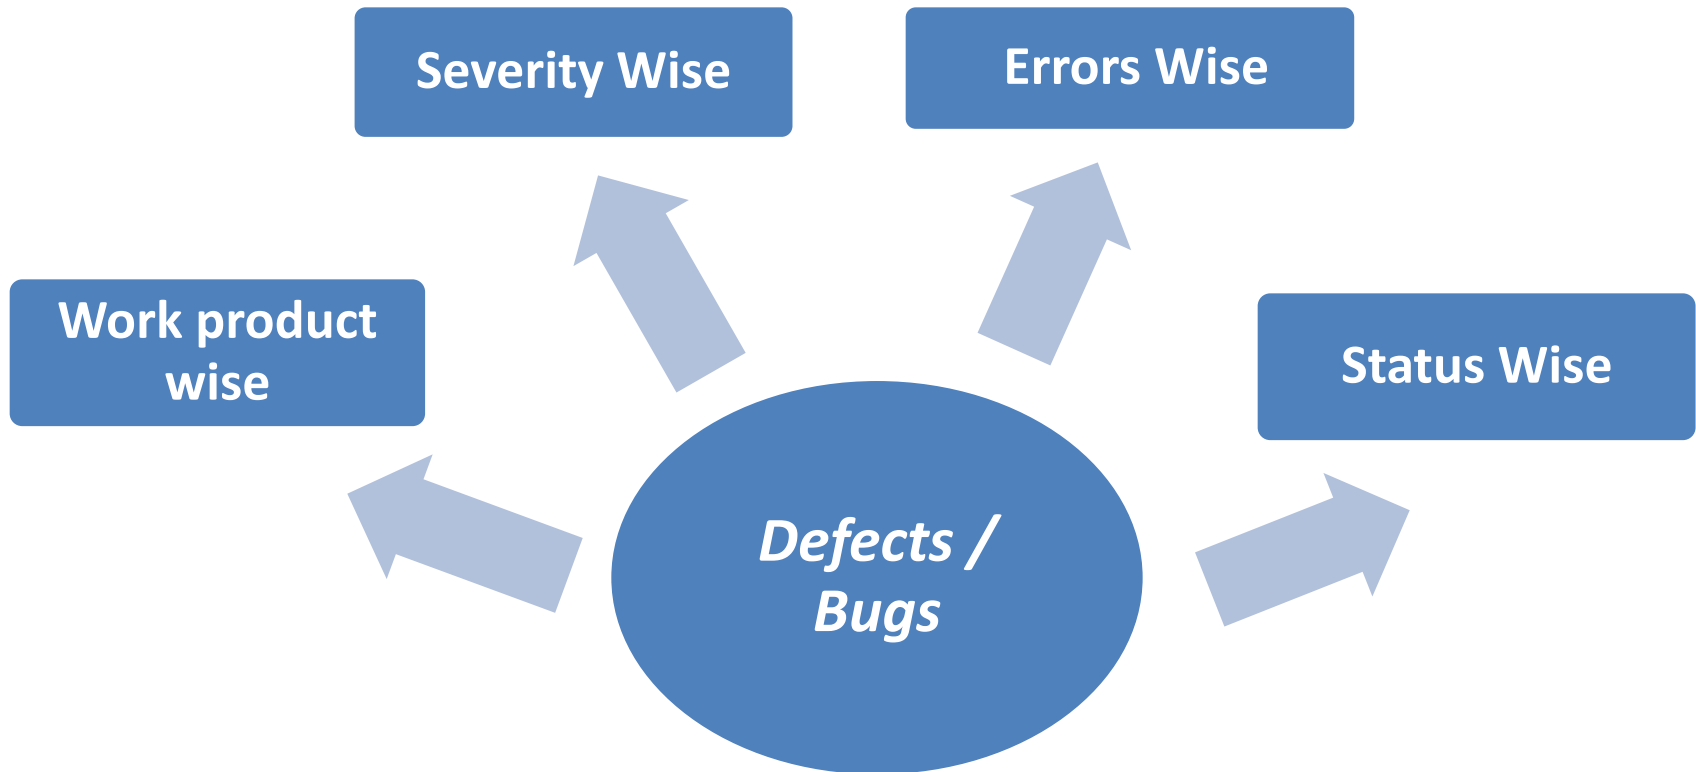 Severity Wise
Errors Wise
Work product
wise
Status Wise
Defects /
Bugs